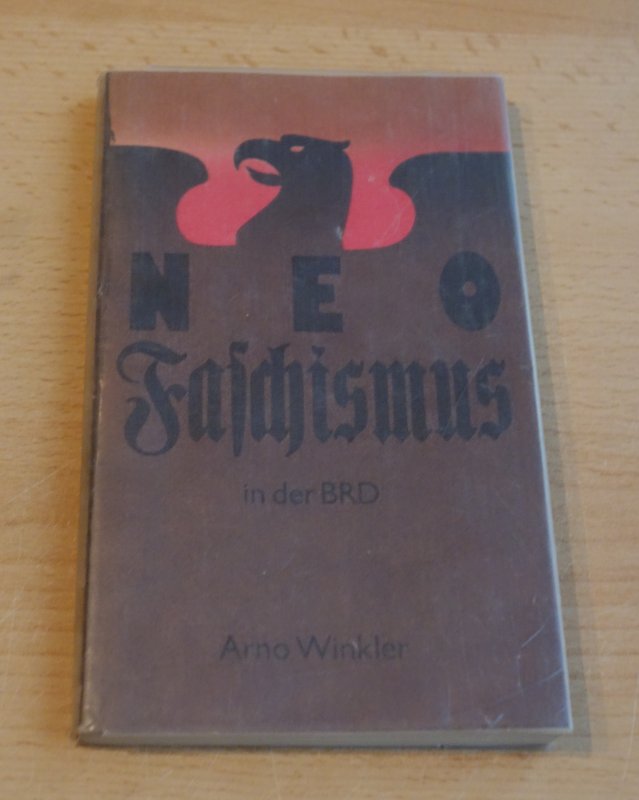 NEO
Faſchismus
in der BRD
Arno Winkler